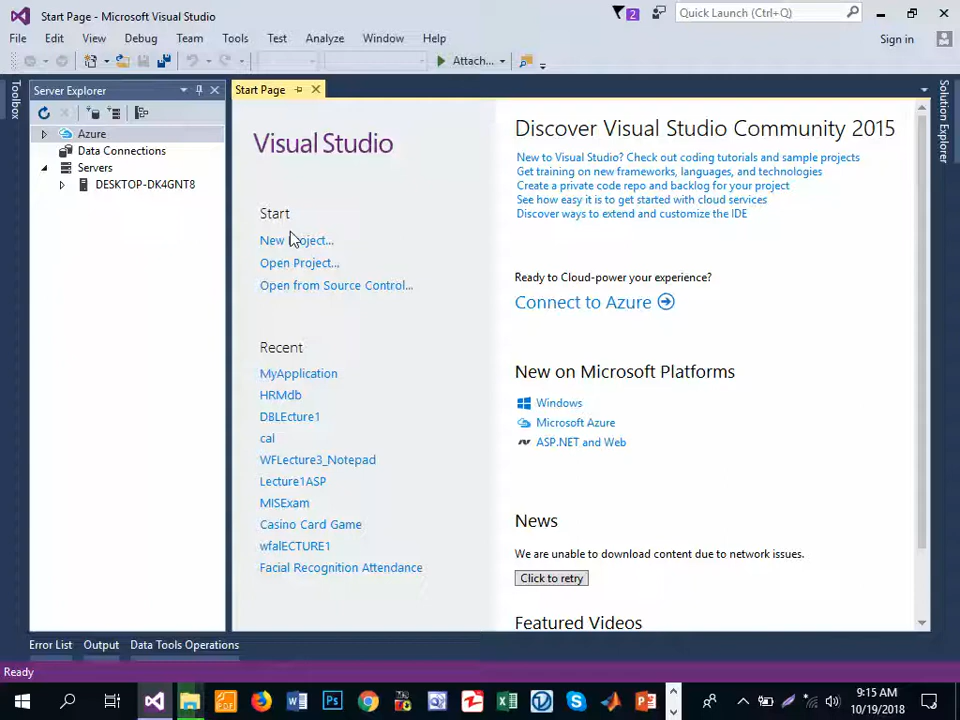 Start Page - Microsoft Visual Studio
2
Quick Launch (Ctrl+Q)
File Edit View Debug Team Tools Test Analyze Window Help
Sign in
Attach...
Toolbox
Server Explorer
Azure
Data Connections
Servers
DESKTOP-DK4GNT8
Start Page
Visual Studio
Start
New Project...
Open Project...
Open from Source Control...
Recent
MyApplication
HRMdb
DBLEcture1
cal
WFLecture3_Notepad
Lecture1ASP
MISExam
Casino Card Game
wfalECTURE1
Facial Recognition Attendance
Discover Visual Studio Community 2015
New to Visual Studio? Check out coding tutorials and sample projects
Get training on new frameworks, languages, and technologies
Create a private code repo and backlog for your project
See how easy it is to get started with cloud services
Discover ways to extend and customize the IDE
Ready to Cloud-power your experience?
Connect to Azure
New on Microsoft Platforms
Windows
Microsoft Azure
ASP.NET and Web
News
We are unable to download content due to network issues.
Click to retry
Featured Videos
Solution Explorer
Error List Output Data Tools Operations
Ready
9:15 AM
10/19/2018